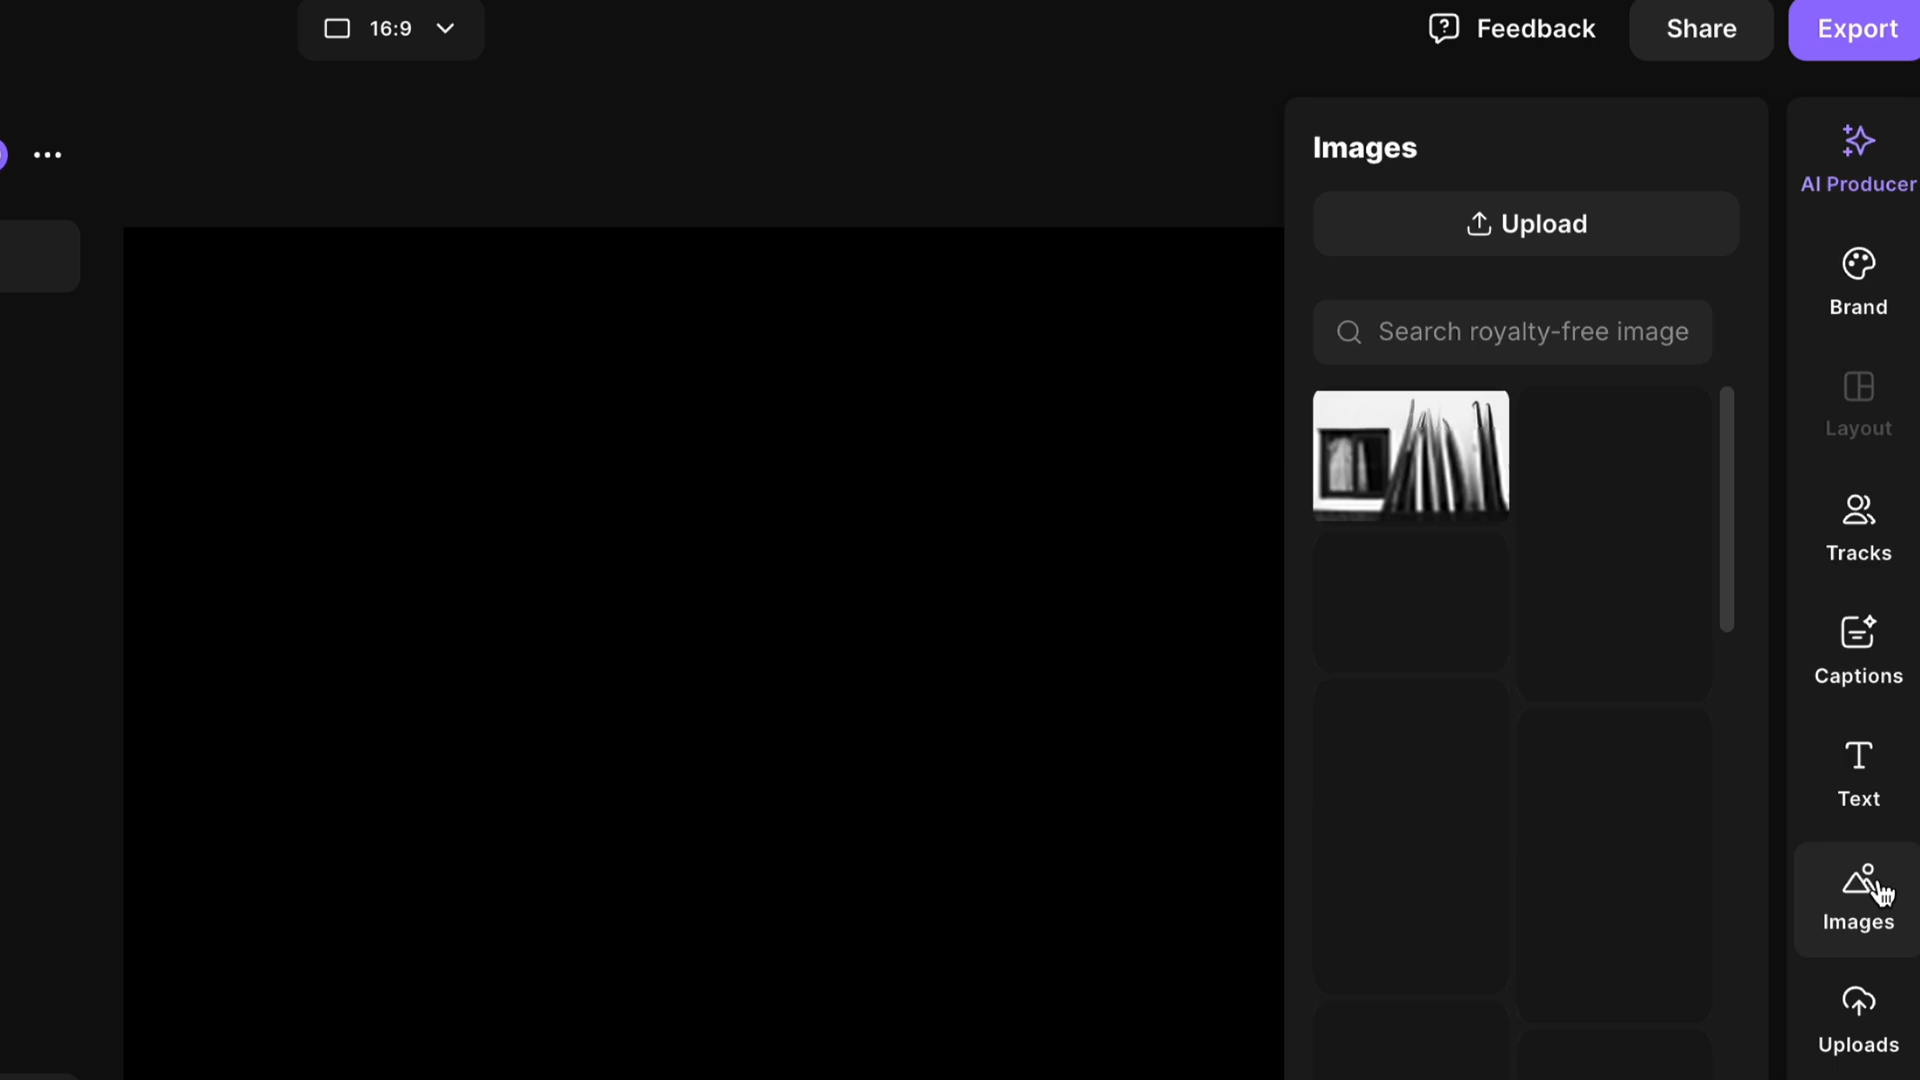 16:9
Feedback
Share
Export
Images
Upload
Search royalty-free image
AI Producer
Brand
Layout
Tracks
Captions
Text
Images
Uploads